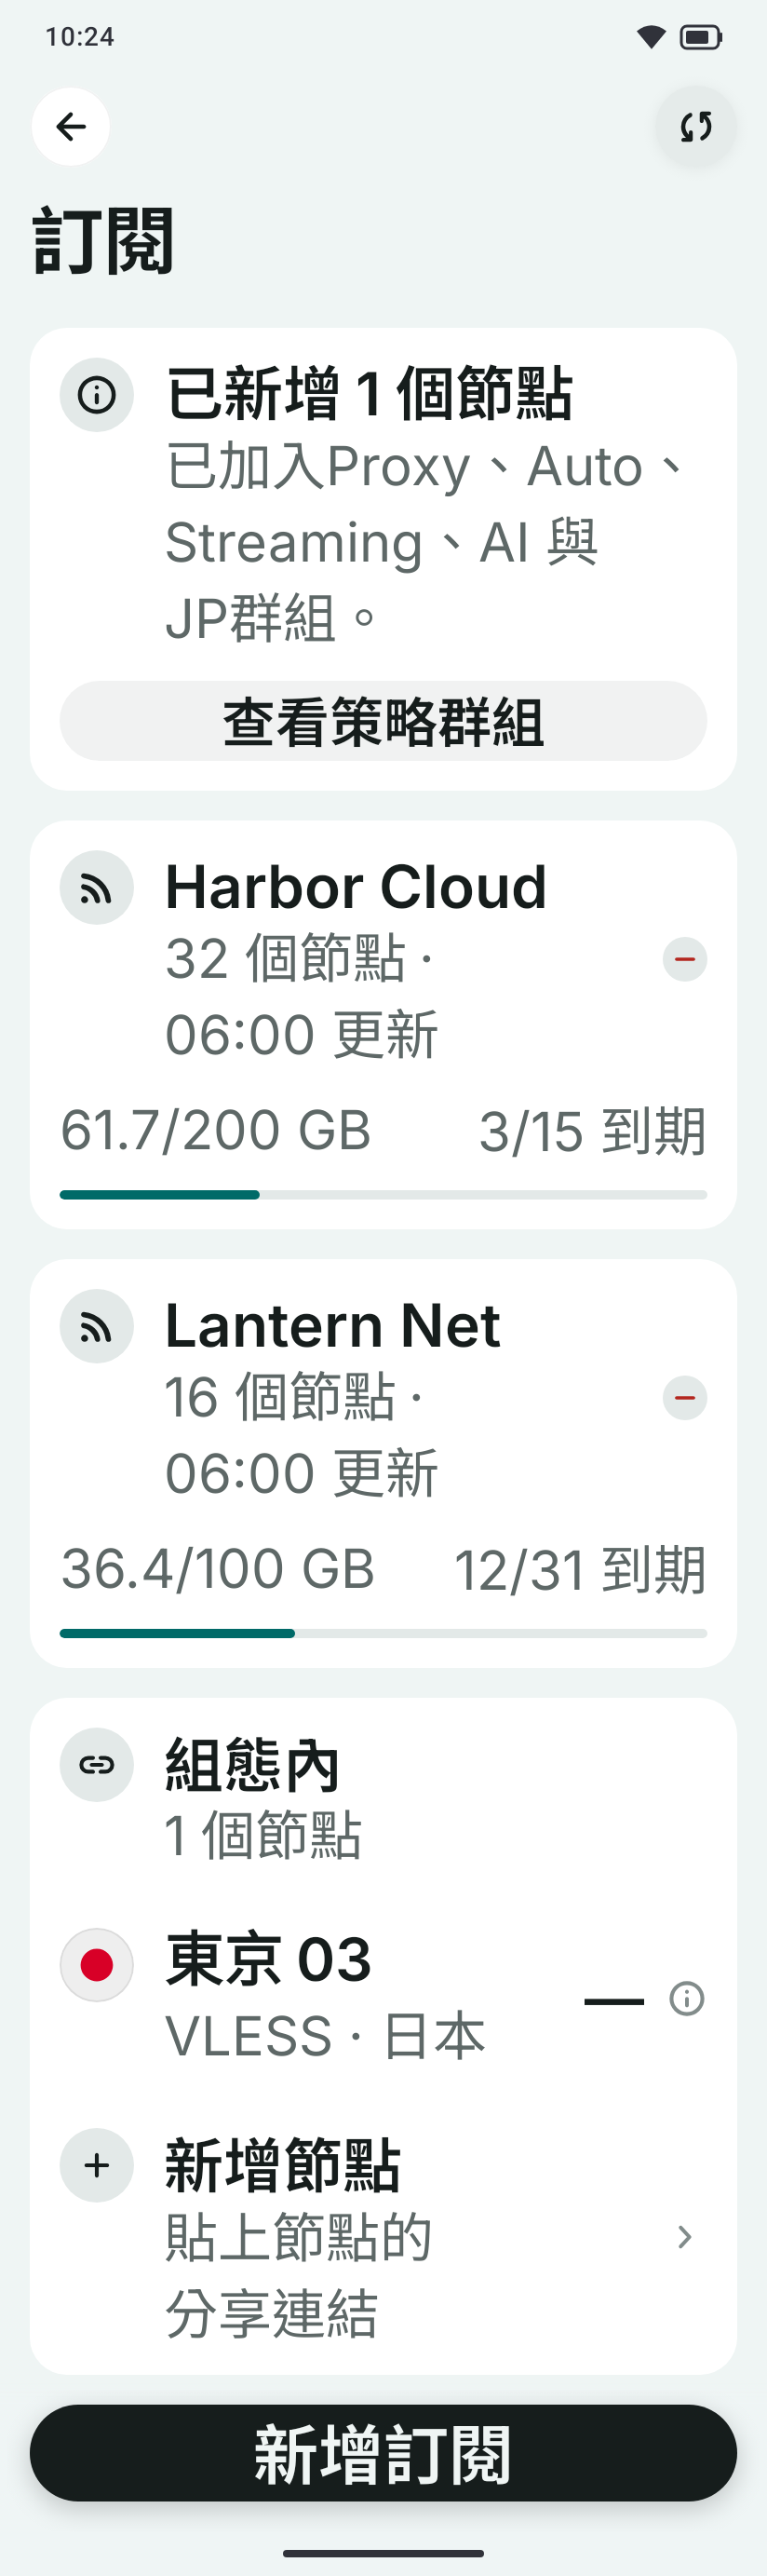 10:24
訂閱
已新增 1 個節點
已加入Proxy、Auto、
Streaming、AI 與
JP群組。
查看策略群組
Harbor Cloud
32 個節點 ·
06:00 更新
61.7/200 GB
3/15 到期
Lantern Net
16 個節點 ·
06:00 更新
36.4/100 GB
12/31 到期
組態內
1 個節點
東京 03
VLESS · 日本
—
新增節點
貼上節點的
分享連結
新增訂閱